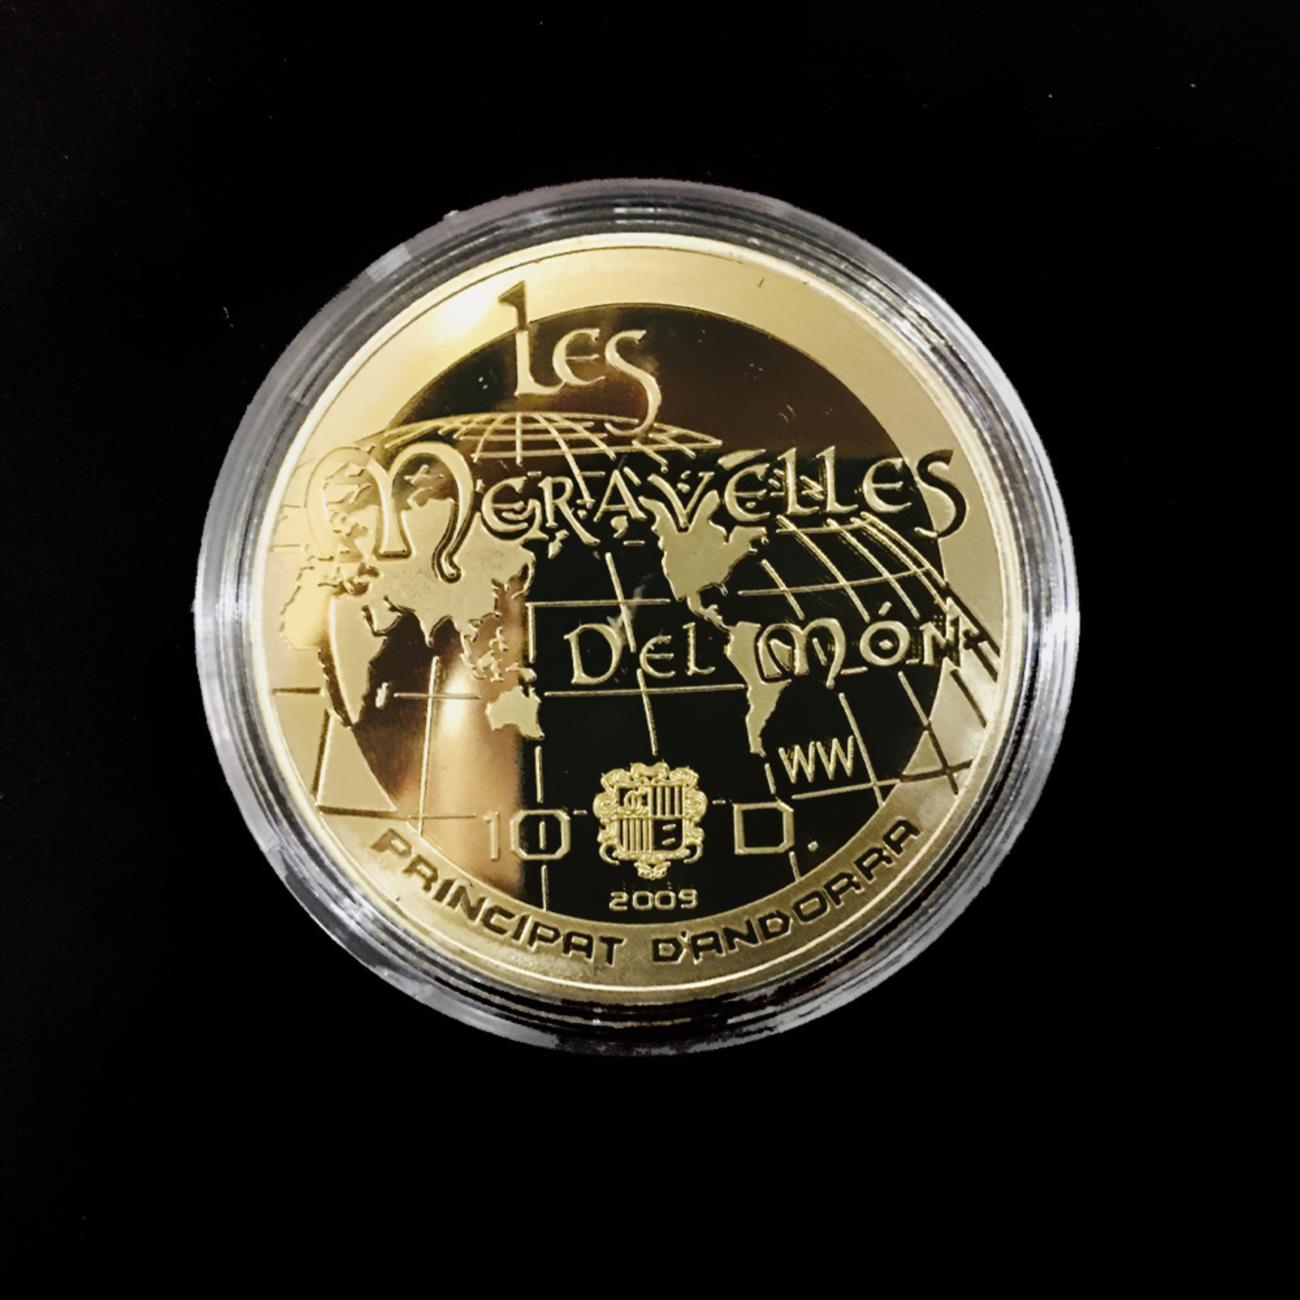 Les
Meravelles
Del Món
WW
10 D.
2009
PRINCIPAT D'ANDORRA